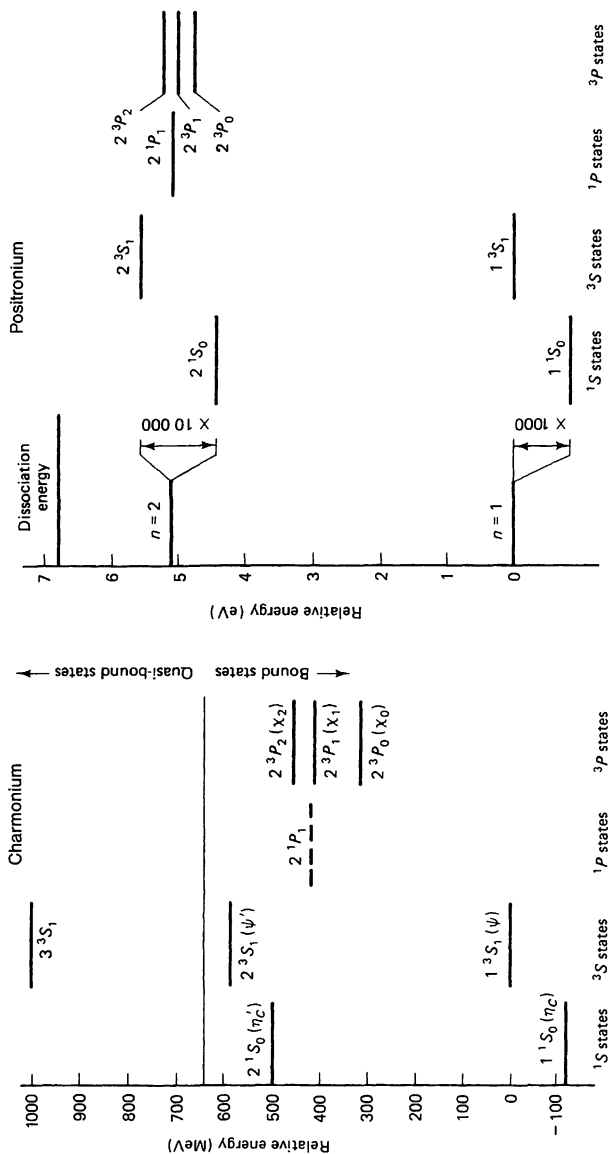 Charmonium
Relative energy (MeV)
1000
900
800
700
600
500
400
300
200
100
0
−100
Quasi-bound states
Bound states
3 ³S₁
2 ³S₁ (ψ′)
2 ¹S₀ (η′C)
2 ¹P₁
2 ³P₂ (χ₂)
2 ³P₁ (χ₁)
2 ³P₀ (χ₀)
1 ³S₁ (ψ)
1 ¹S₀ (ηC)
¹S states
³S states
¹P states
³P states
Positronium
Relative energy (eV)
7
6
5
4
3
2
1
0
Dissociation
energy
n = 2
× 10 000
n = 1
× 1000
2 ³S₁
2 ¹S₀
2 ³P₂
2 ¹P₁
2 ³P₁
2 ³P₀
1 ³S₁
1 ¹S₀
¹S states
³S states
¹P states
³P states